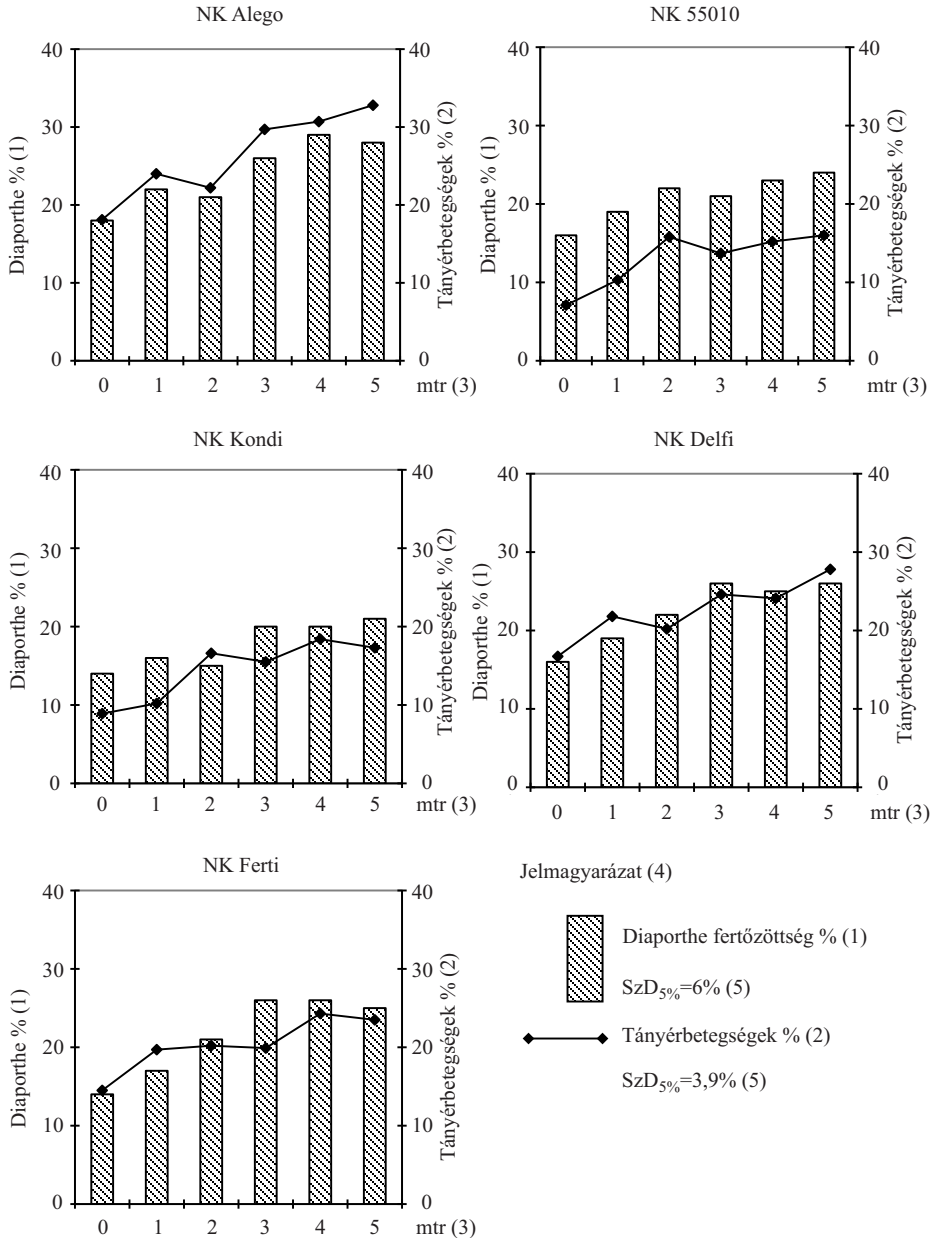 NK Alego
40
30
20
10
0
Diaporthe % (1)
40
30
20
10
0
Tányérbetegségek % (2)
0 1 2 3 4 5 mtr (3)
NK 55010
40
30
20
10
0
Diaporthe % (1)
40
30
20
10
0
Tányérbetegségek % (2)
0 1 2 3 4 5 mtr (3)
NK Kondi
40
30
20
10
0
Diaporthe % (1)
40
30
20
10
0
Tányérbetegségek % (2)
0 1 2 3 4 5 mtr (3)
NK Delfi
40
30
20
10
0
Diaporthe % (1)
40
30
20
10
0
Tányérbetegségek % (2)
0 1 2 3 4 5 mtr (3)
NK Ferti
40
30
20
10
0
Diaporthe % (1)
40
30
20
10
0
Tányérbetegségek % (2)
0 1 2 3 4 5 mtr (3)
Jelmagyarázat (4)
Diaporthe fertőzöttség % (1)
SzD5%=6% (5)
Tányérbetegségek % (2)
SzD5%=3,9% (5)